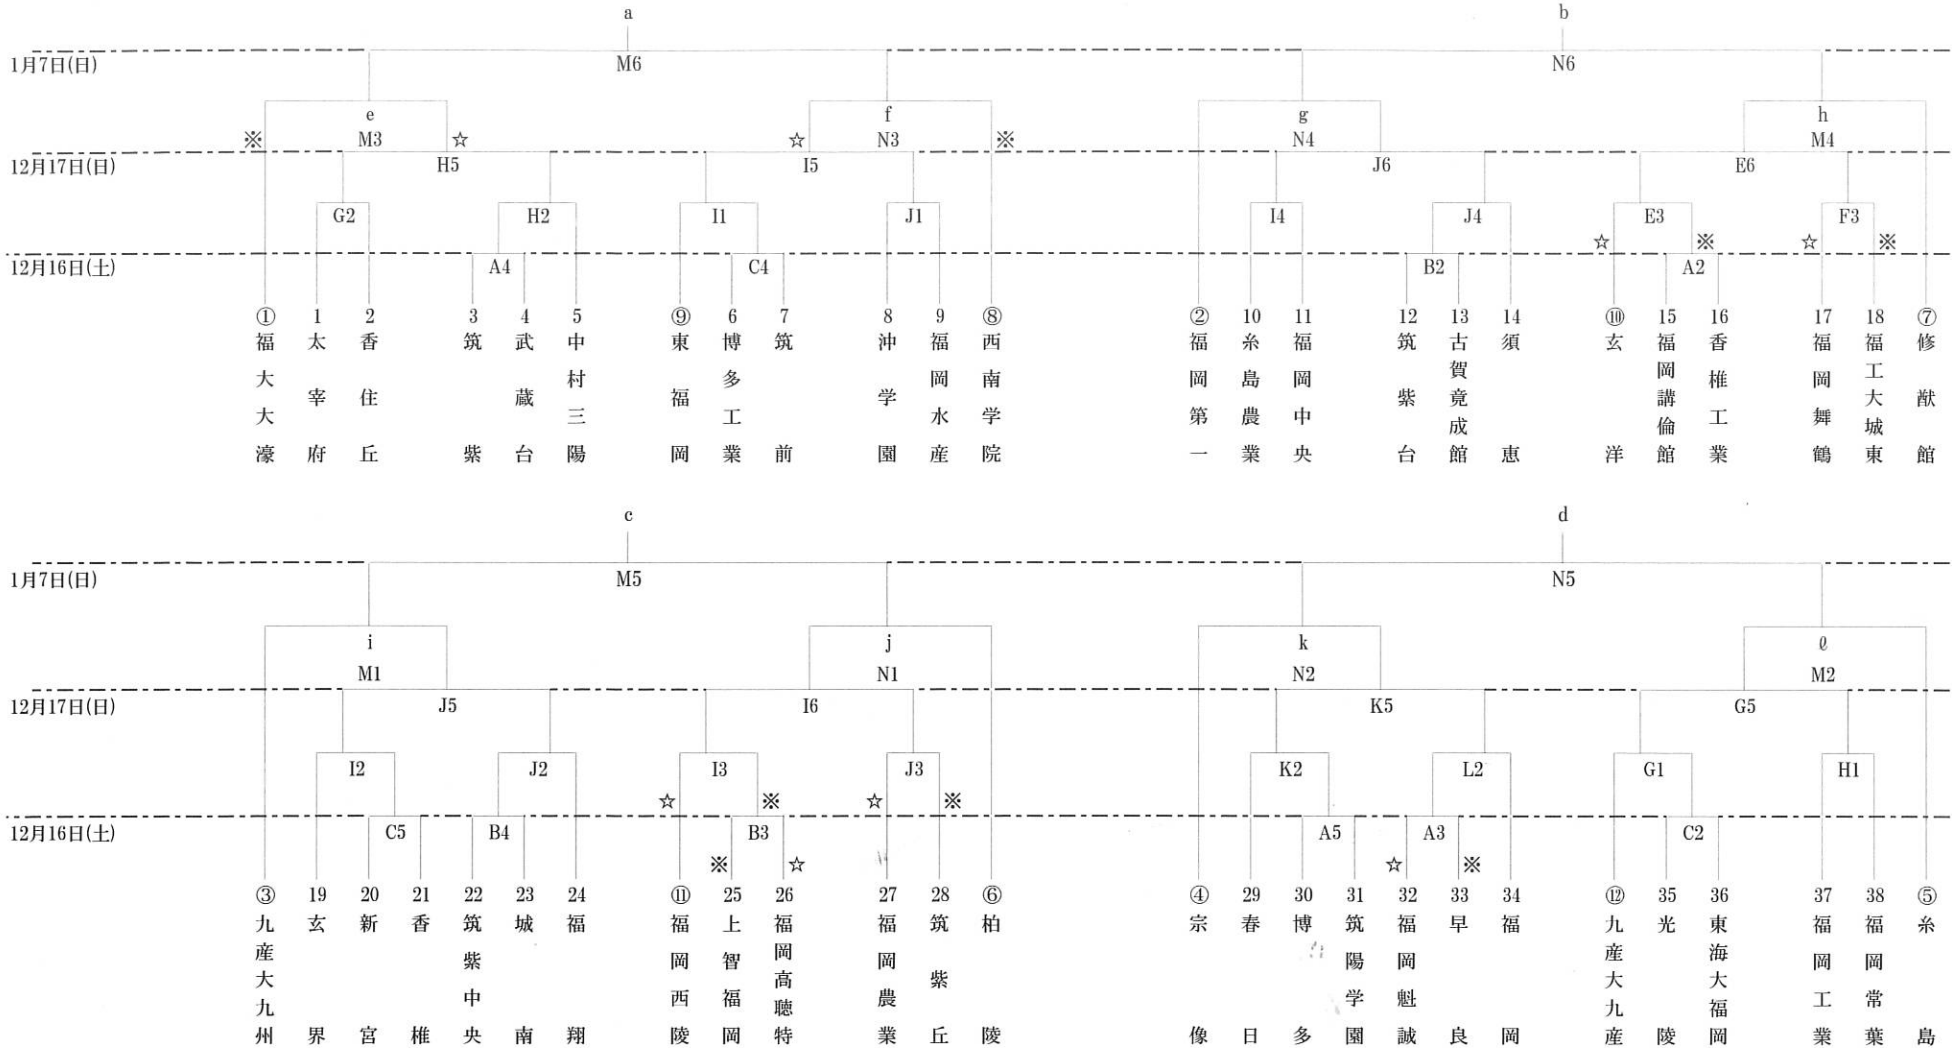 a b
1月7日(日) M6 N6
e f g h
※ M3 ☆ ☆ N3 ※ N4 M4
12月17日(日) H5 I5 J6 E6
G2 H2 I1 J1 I4 J4 E3 F3
☆ ※ ☆ ※
12月16日(土) A4 C4 B2 A2
① 1 2 3 4 5 ⑨ 6 7 8 9 ⑧ ② 10 11 12 13 14 ⑩ 15 16 17 18 ⑦
福大大濠
太宰府
香住丘
筑紫
武蔵台
中村三陽
東福岡
博多工業
筑前
沖学園
福岡水産
西南学院
福岡第一
糸島農業
福岡中央
筑紫台
古賀竟成館
須恵
玄洋
福岡講倫館
香椎工業
福岡舞鶴
福工大城東
修猷館
c d
1月7日(日) M5 N5
i j k ℓ
M1 N1 N2 M2
12月17日(日) J5 I6 K5 G5
I2 J2 I3 J3 K2 L2 G1 H1
☆ ※ ☆ ※
12月16日(土) C5 B4 B3 A5 A3 C2
※ ☆ ☆ ※
③ 19 20 21 22 23 24 ⑪ 25 26 27 28 ⑥ ④ 29 30 31 32 33 34 ⑫ 35 36 37 38 ⑤
九産大九州
玄界
新宮
香椎
筑紫中央
城南
福翔
福岡西陵
上智福岡
福岡高聴特
福岡農業
筑紫丘
柏陵
宗像
春日
博多
筑陽学園
福岡魁誠
早良
福岡
九産大九産
光陵
東海大福岡
福岡工業
福岡常葉
糸島